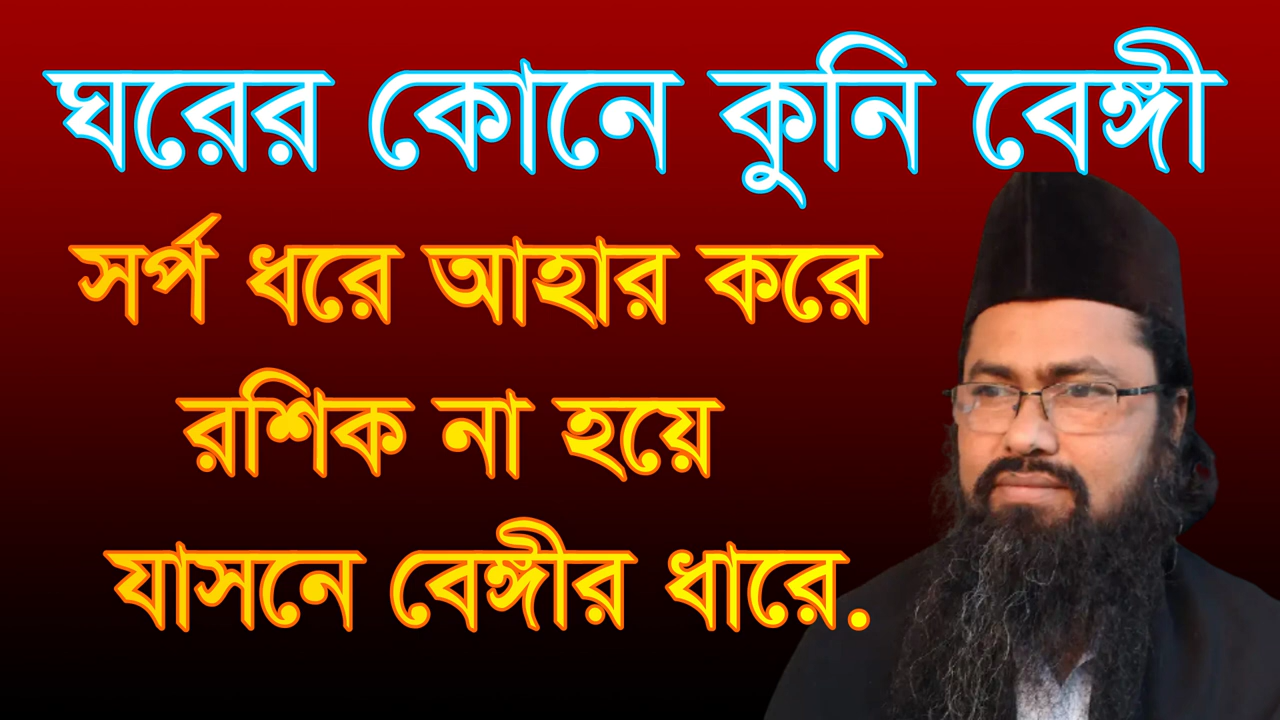 ঘরের কোনে কুনি বেঙ্গী
সর্প ধরে আহার করে
রশিক না হয়ে
যাসনে বেঙ্গীর ধারে.